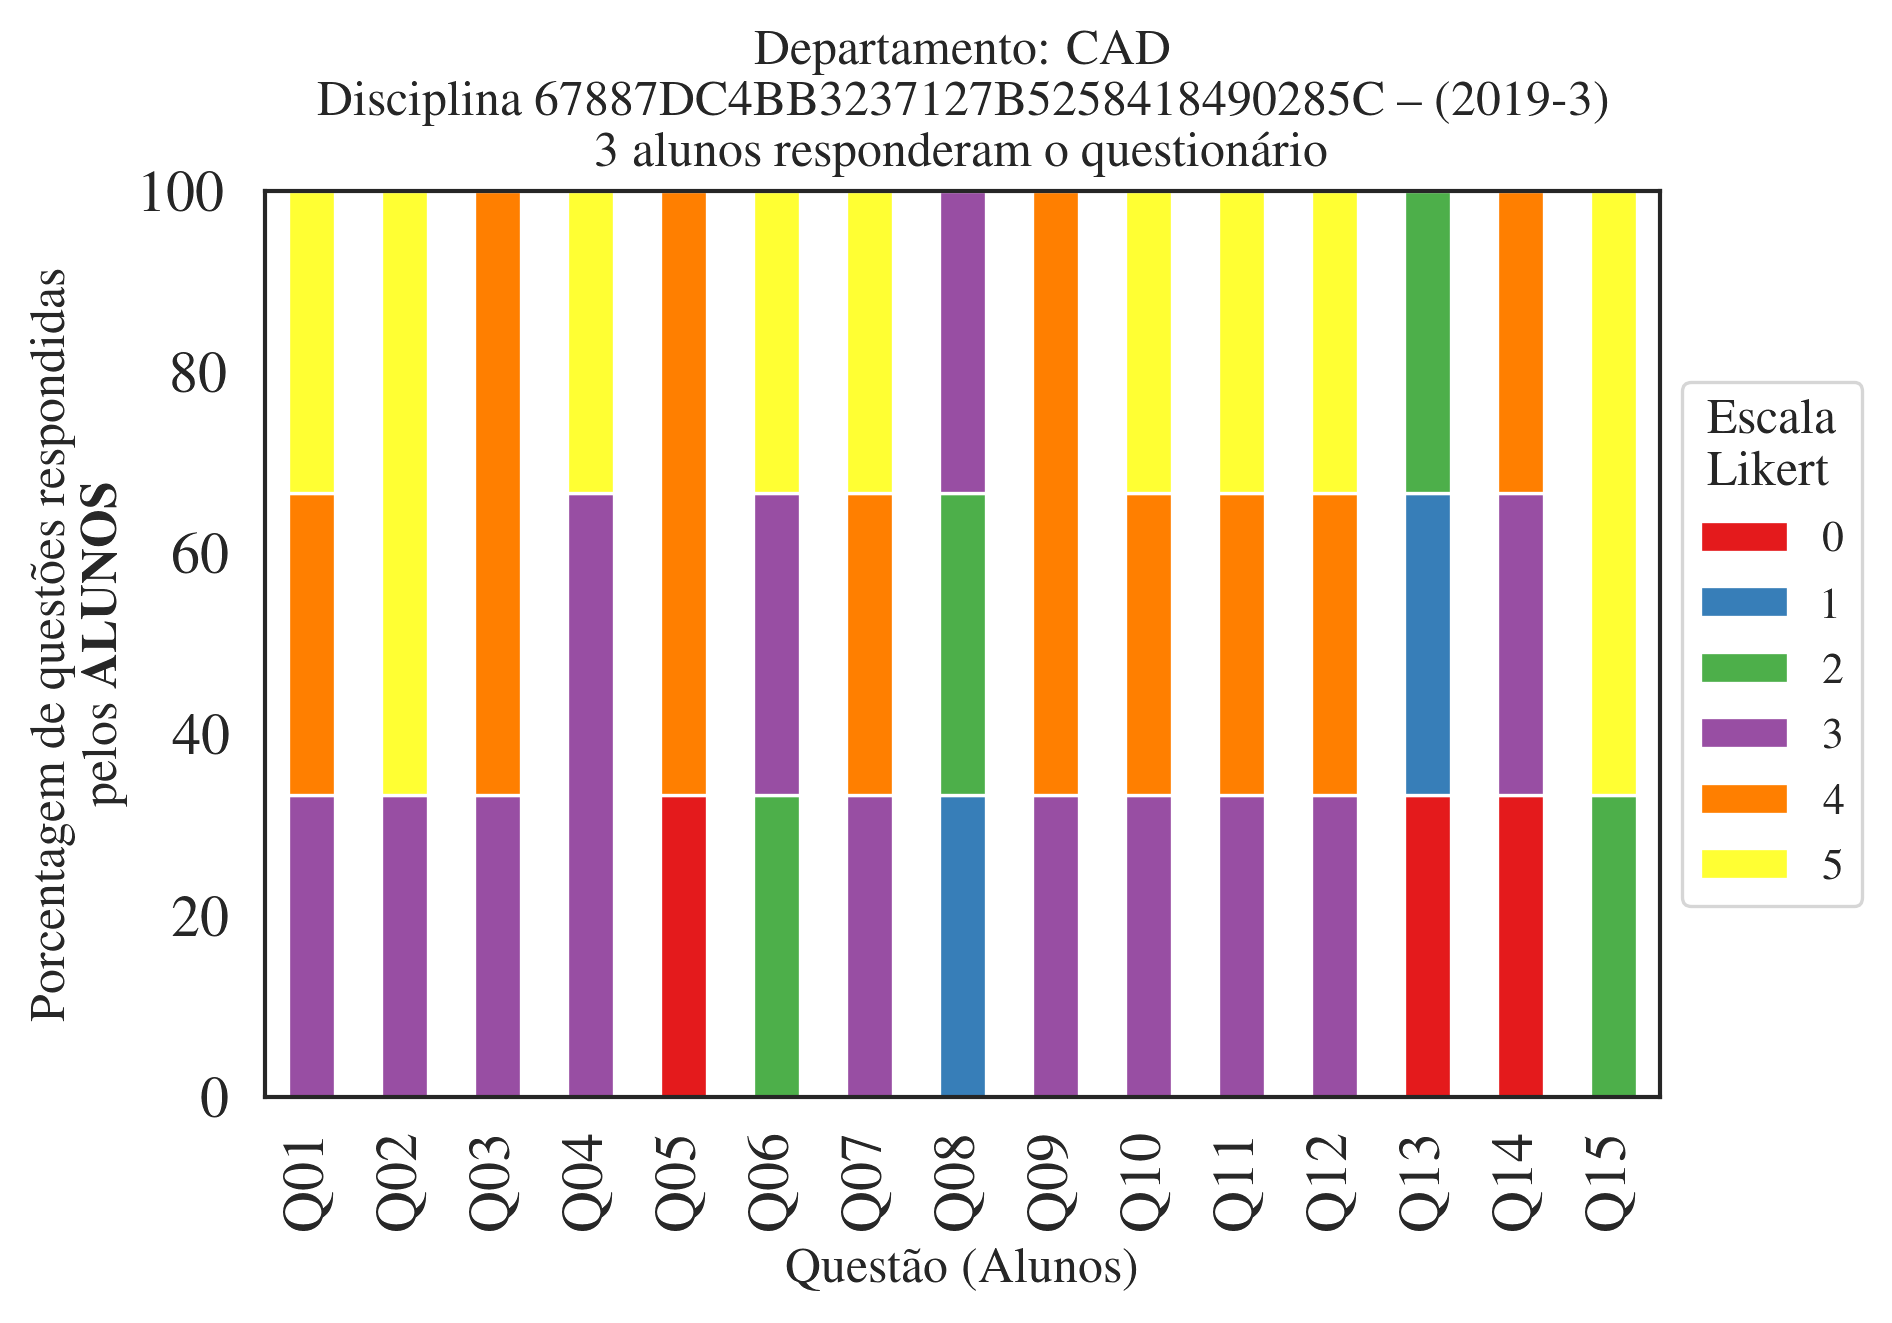 Departamento: CAD
Disciplina 67887DC4BB3237127B5258418490285C – (2019-3)
3 alunos responderam o questionário
Porcentagem de questões respondidas
pelos ALUNOS
100
80
60
40
20
0
Q01
Q02
Q03
Q04
Q05
Q06
Q07
Q08
Q09
Q10
Q11
Q12
Q13
Q14
Q15
Questão (Alunos)
Escala
Likert
0
1
2
3
4
5